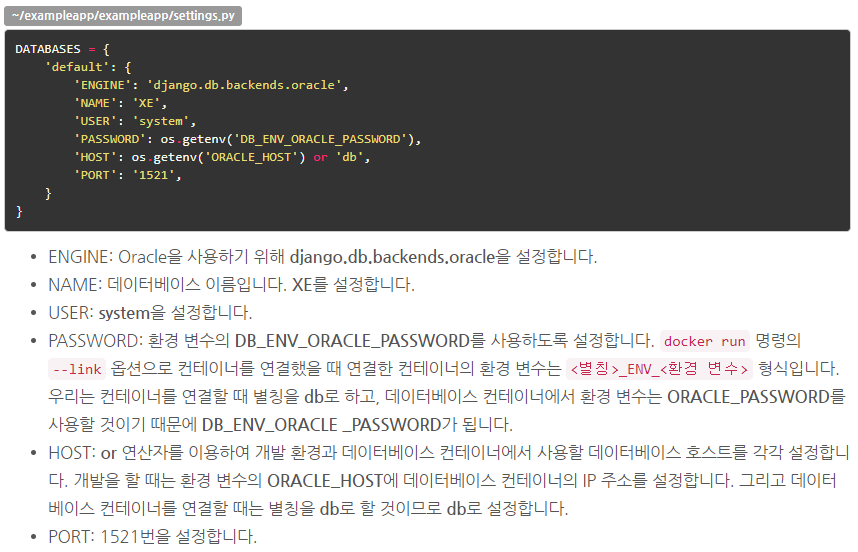 ~/exampleapp/exampleapp/settings.py
DATABASES = {
    'default': {
        'ENGINE': 'django.db.backends.oracle',
        'NAME': 'XE',
        'USER': 'system',
        'PASSWORD': os.getenv('DB_ENV_ORACLE_PASSWORD'),
        'HOST': os.getenv('ORACLE_HOST') or 'db',
        'PORT': '1521',
    }
}
• ENGINE: Oracle을 사용하기 위해 django.db.backends.oracle을 설정합니다.
• NAME: 데이터베이스 이름입니다. XE를 설정합니다.
• USER: system을 설정합니다.
• PASSWORD: 환경 변수의 DB_ENV_ORACLE_PASSWORD를 사용하도록 설정합니다. docker run 명령의
--link 옵션으로 컨테이너를 연결했을 때 연결한 컨테이너의 환경 변수는 <별칭>_ENV_<환경 변수> 형식입니다.
우리는 컨테이너를 연결할 때 별칭을 db로 하고, 데이터베이스 컨테이너에서 환경 변수는 ORACLE_PASSWORD를
사용할 것이기 때문에 DB_ENV_ORACLE _PASSWORD가 됩니다.
• HOST: or 연산자를 이용하여 개발 환경과 데이터베이스 컨테이너에서 사용할 데이터베이스 호스트를 각각 설정합니
다. 개발을 할 때는 환경 변수의 ORACLE_HOST에 데이터베이스 컨테이너의 IP 주소를 설정합니다. 그리고 데이터
베이스 컨테이너를 연결할 때는 별칭을 db로 할 것이므로 db로 설정합니다.
• PORT: 1521번을 설정합니다.